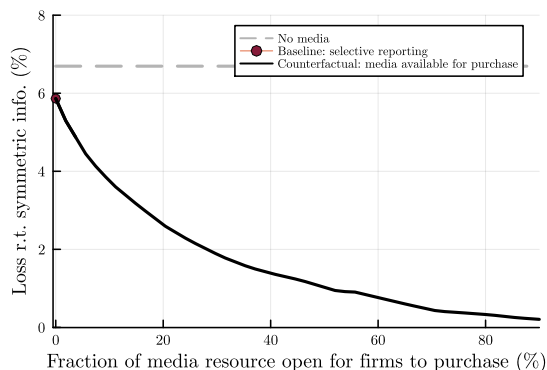 8
6
4
2
0
Loss r.t. symmetric info. (%)
No media
Baseline: selective reporting
Counterfactual: media available for purchase
0 20 40 60 80
Fraction of media resource open for firms to purchase (%)